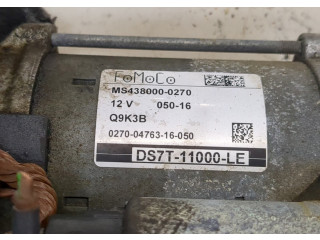 FoMoCo
MS438000-0270
12 V 050-16
Q9K3B
0270-04763-16-050
DS7T-11000-LE